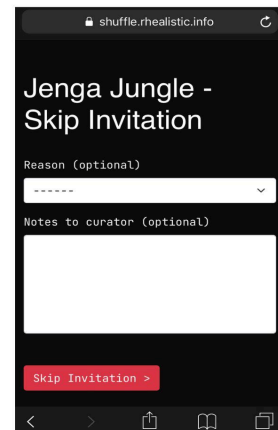 shuffle.rhealistic.info
Jenga Jungle -
Skip Invitation
Reason (optional)
------
Notes to curator (optional)
Skip Invitation >